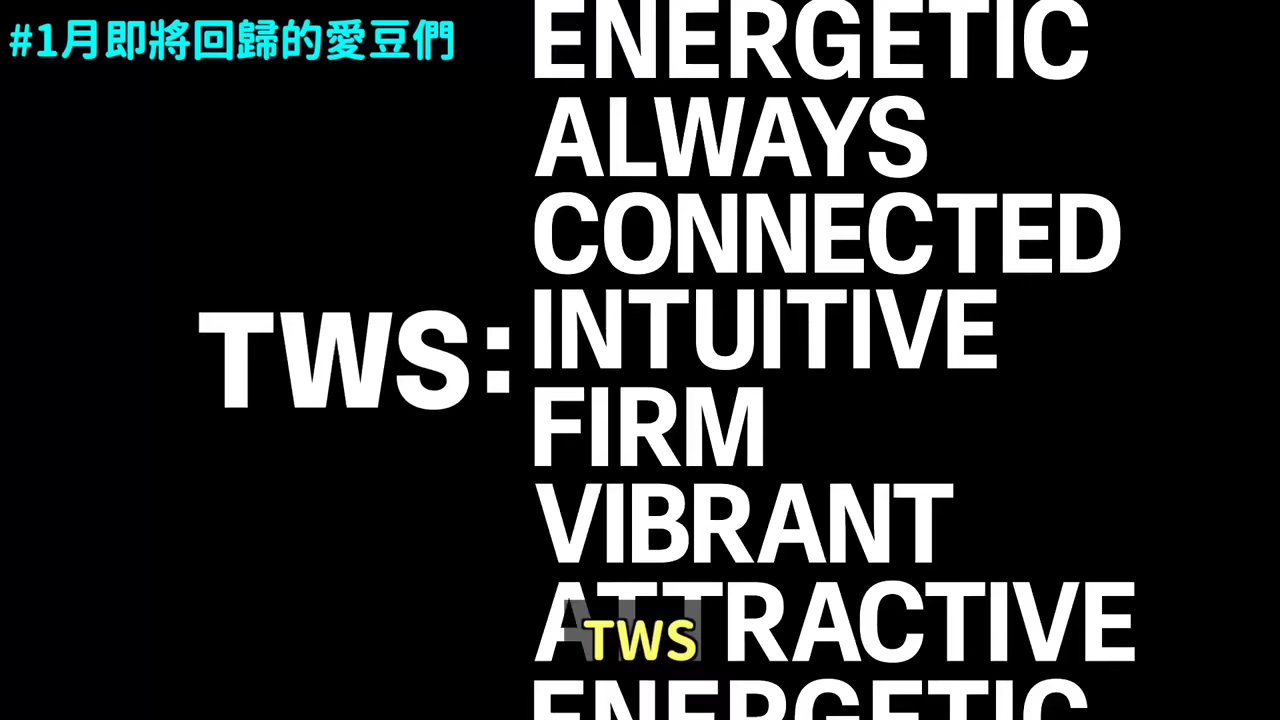 #1月即將回歸的愛豆們
ENERGETIC
ALWAYS
CONNECTED
TWS:
INTUITIVE
FIRM
VIBRANT
ATTRACTIVE
TWS
ENERGETIC